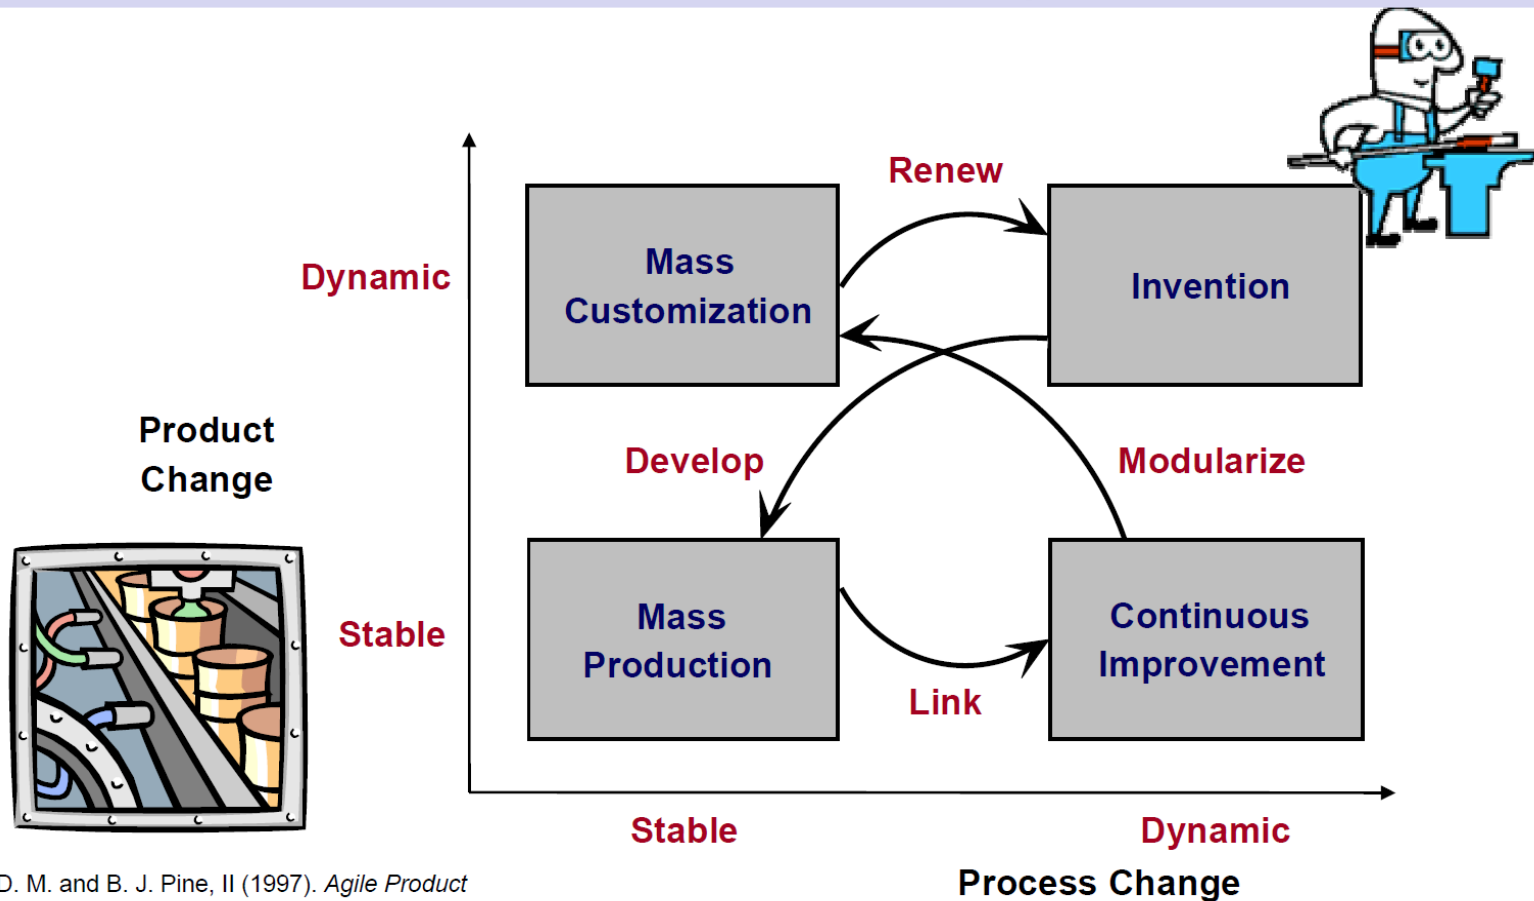 Renew
Mass
Customization
Invention
Dynamic
Product
Change
Develop
Modularize
Stable
Mass
Production
Continuous
Improvement
Link
Stable
Dynamic
Process Change
D. M. and B. J. Pine, II (1997). Agile Product